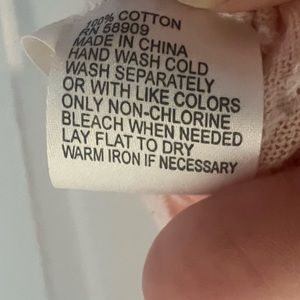 100% COTTON
RN 58909
MADE IN CHINA
HAND WASH COLD
WASH SEPARATELY
OR WITH LIKE COLORS
ONLY NON-CHLORINE
BLEACH WHEN NEEDED
LAY FLAT TO DRY
WARM IRON IF NECESSARY